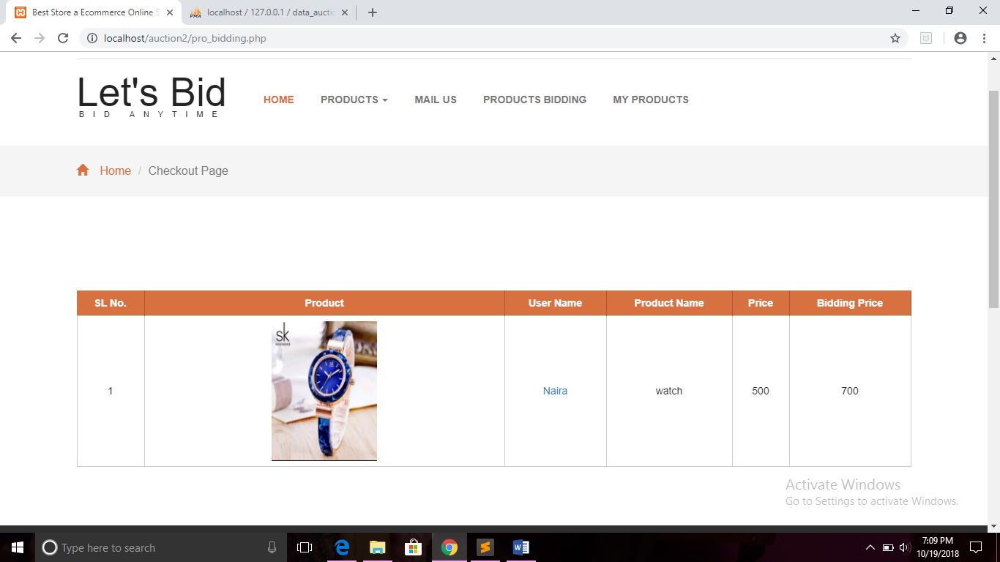 Best Store a Ecommerce Online S
localhost / 127.0.0.1 / data_auctio
localhost/auction2/pro_bidding.php
Let's Bid
BID ANYTIME
HOME PRODUCTS MAIL US PRODUCTS BIDDING MY PRODUCTS
Home / Checkout Page
SL No. Product User Name Product Name Price Bidding Price
sk
1 Naira watch 500 700
Activate Windows
Go to Settings to activate Windows.
Type here to search
7:09 PM
10/19/2018